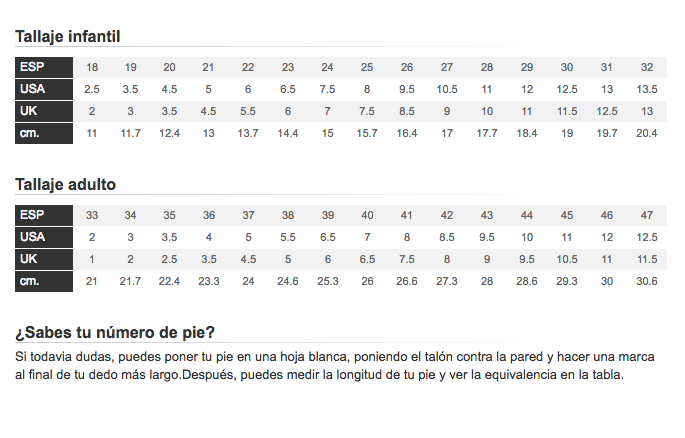 Tallaje infantil
ESP 18 19 20 21 22 23 24 25 26 27 28 29 30 31 32
USA 2.5 3.5 4.5 5 6 6.5 7.5 8 9.5 10.5 11 12 12.5 13 13.5
UK 2 3 3.5 4.5 5.5 6 7 7.5 8.5 9 10 11 11.5 12.5 13
cm. 11 11.7 12.4 13 13.7 14.4 15 15.7 16.4 17 17.7 18.4 19 19.7 20.4
Tallaje adulto
ESP 33 34 35 36 37 38 39 40 41 42 43 44 45 46 47
USA 2 3 3.5 4 5 5.5 6.5 7 8 8.5 9.5 10 11 12 12.5
UK 1 2 2.5 3.5 4.5 5 6 6.5 7.5 8 9 9.5 10.5 11 11.5
cm. 21 21.7 22.4 23.3 24 24.6 25.3 26 26.6 27.3 28 28.6 29.3 30 30.6
¿Sabes tu número de pie?
Si todavia dudas, puedes poner tu pie en una hoja blanca, poniendo el talón contra la pared y hacer una marca
al final de tu dedo más largo.Después, puedes medir la longitud de tu pie y ver la equivalencia en la tabla.